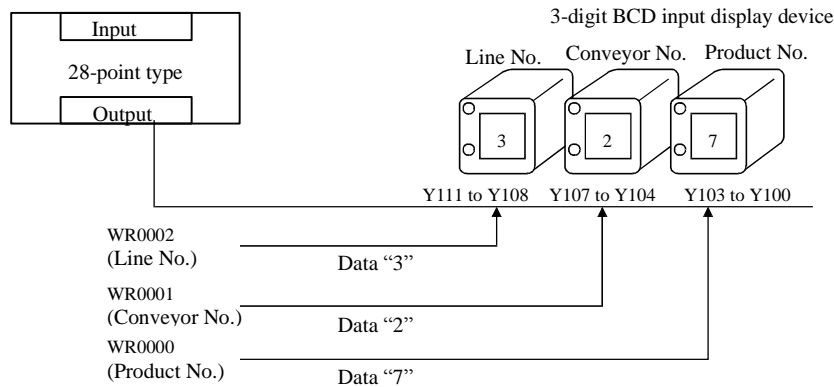 3-digit BCD input display device
Input
28-point type
Output
Line No.
Conveyor No.
Product No.
3
2
7
Y111 to Y108
Y107 to Y104
Y103 to Y100
WR0002
(Line No.)
Data “3”
WR0001
(Conveyor No.)
Data “2”
WR0000
(Product No.)
Data “7”